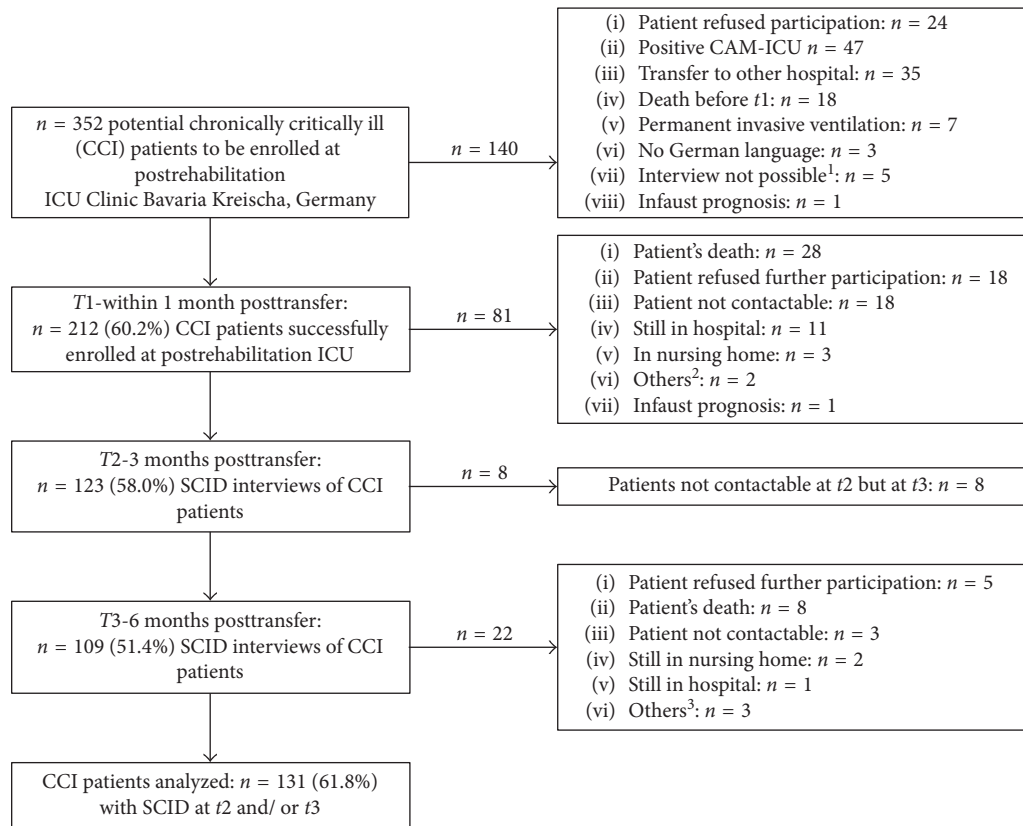 n = 352 potential chronically critically ill
(CCI) patients to be enrolled at
postrehabilitation
ICU Clinic Bavaria Kreischa, Germany
n = 140
(i) Patient refused participation: n = 24
(ii) Positive CAM-ICU n = 47
(iii) Transfer to other hospital: n = 35
(iv) Death before t1: n = 18
(v) Permanent invasive ventilation: n = 7
(vi) No German language: n = 3
(vii) Interview not possible¹: n = 5
(viii) Infaust prognosis: n = 1
T1-within 1 month posttransfer:
n = 212 (60.2%) CCI patients successfully
enrolled at postrehabilitation ICU
n = 81
(i) Patient's death: n = 28
(ii) Patient refused further participation: n = 18
(iii) Patient not contactable: n = 18
(iv) Still in hospital: n = 11
(v) In nursing home: n = 3
(vi) Others²: n = 2
(vii) Infaust prognosis: n = 1
T2-3 months posttransfer:
n = 123 (58.0%) SCID interviews of CCI
patients
n = 8
Patients not contactable at t2 but at t3: n = 8
T3-6 months posttransfer:
n = 109 (51.4%) SCID interviews of CCI
patients
n = 22
(i) Patient refused further participation: n = 5
(ii) Patient's death: n = 8
(iii) Patient not contactable: n = 3
(iv) Still in nursing home: n = 2
(v) Still in hospital: n = 1
(vi) Others³: n = 3
CCI patients analyzed: n = 131 (61.8%)
with SCID at t2 and/ or t3